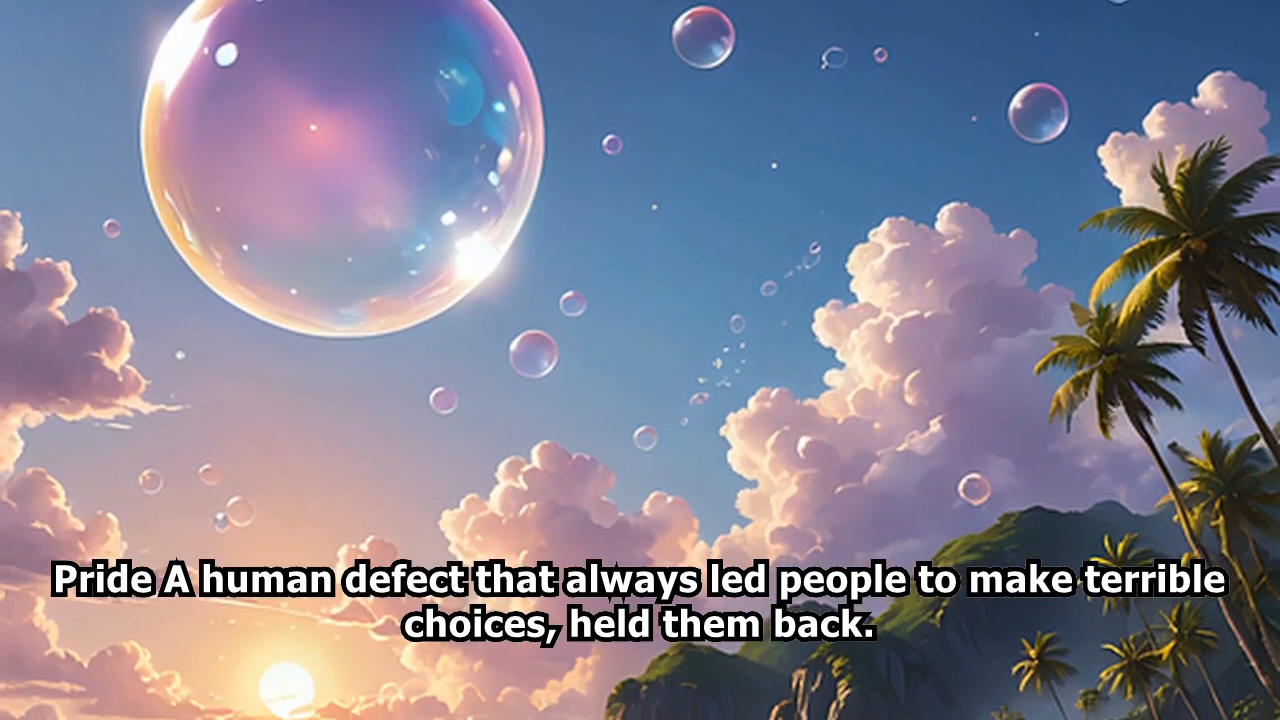 Pride A human defect that always led people to make terrible
choices, held them back.